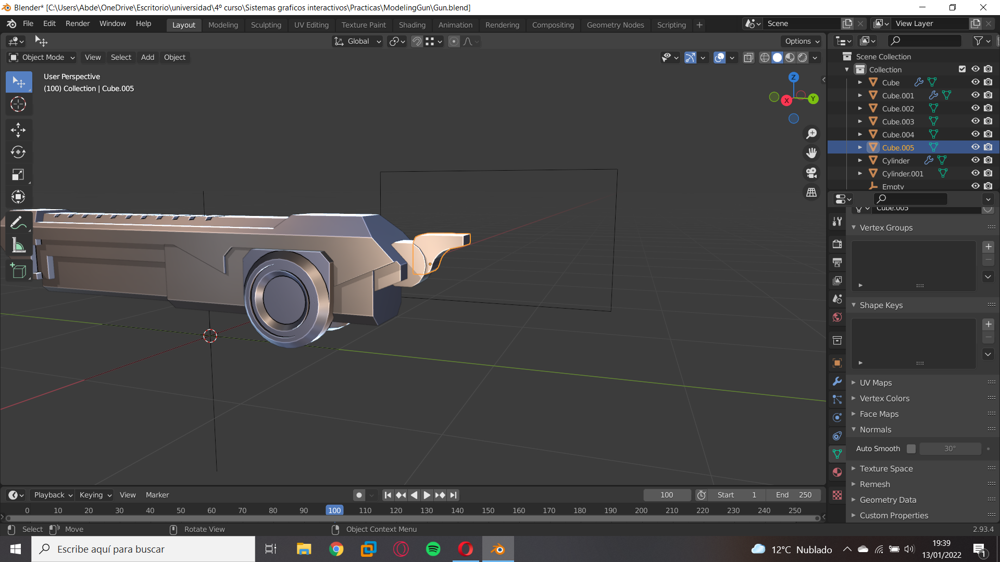 Blender* [C:\Users\Abde\OneDrive\Escritorio\universidad\4º curso\Sistemas graficos interactivos\Practicas\ModelingGun\Gun.blend]
File Edit Render Window Help Layout Modeling Sculpting UV Editing Texture Paint Shading Animation Rendering Compositing Geometry Nodes Scripting + Scene View Layer
Global Options
Object Mode View Select Add Object
User Perspective
(100) Collection | Cube.005
Z
X Y
Scene Collection
Collection
Cube
Cube.001
Cube.002
Cube.003
Cube.004
Cube.005
Cylinder
Cylinder.001
Empty
Cube.005
Vertex Groups
Shape Keys
UV Maps
Vertex Colors
Face Maps
Normals
Auto Smooth 30°
Texture Space
Remesh
Geometry Data
Custom Properties
Playback Keying View Marker 100 Start 1 End 250
0 10 20 30 40 50 60 70 80 90 100 110 120 130 140 150 160 170 180 190 200 210 220 230 240 250
Select Move Rotate View Object Context Menu 2.93.4
Escribe aquí para buscar
12°C Nublado
19:39
13/01/2022
1